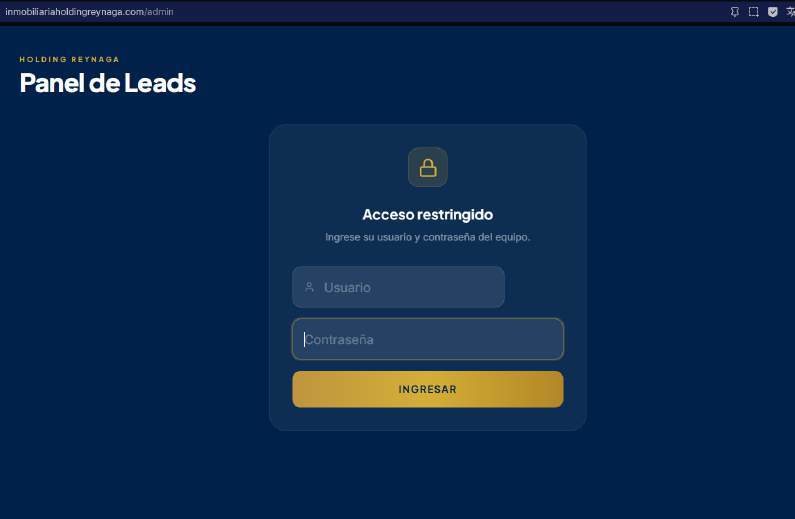 inmobiliariaholdingreynaga.com/admin
HOLDING REYNAGA
Panel de Leads
Acceso restringido
Ingrese su usuario y contraseña del equipo.
Usuario
Contraseña
INGRESAR